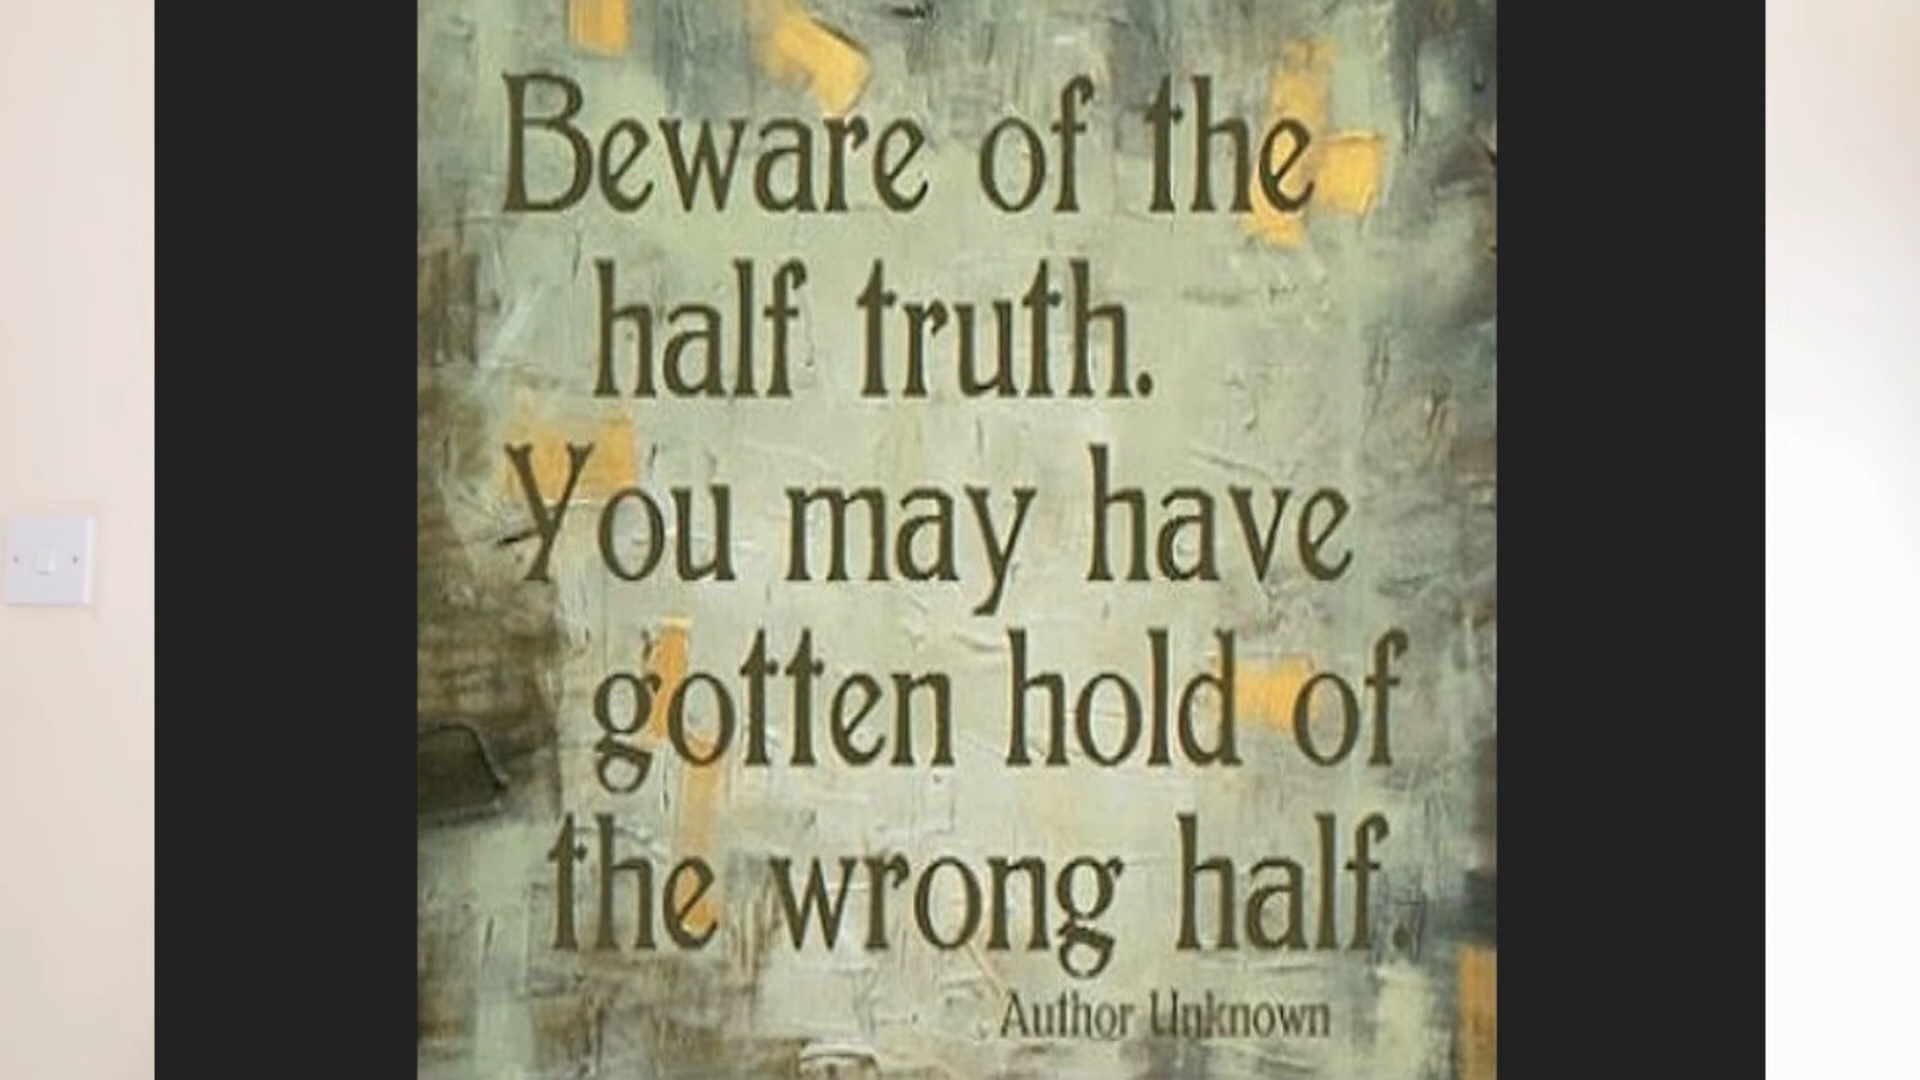 Beware of the
half truth.
You may have
gotten hold of
the wrong half.
Author Unknown